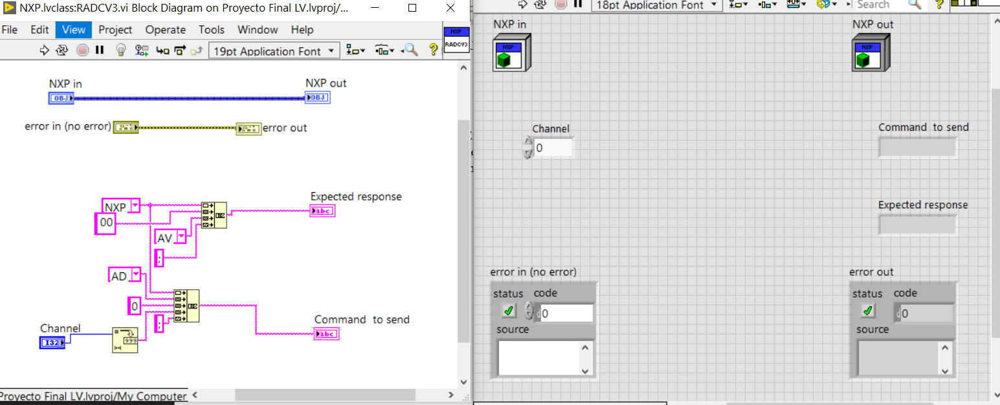 NXP.lvclass:RADCV3.vi Block Diagram on Proyecto Final LV.lvproj/...
File Edit View Project Operate Tools Window Help
NXP
RADCV3
19pt Application Font
NXP in
OBJ
NXP out
OBJ
error in (no error)
error out
Expected response
abc
NXP
00
AV
;
AD
0
;
Command  to send
abc
Channel
I32
#
999
Proyecto Final LV.lvproj/My Computer
18pt Application Font
Search
NXP in
NXP
NXP out
NXP
Channel
0
Command  to send
Expected response
error in (no error)
status code
d0
source
error out
status code
d0
source